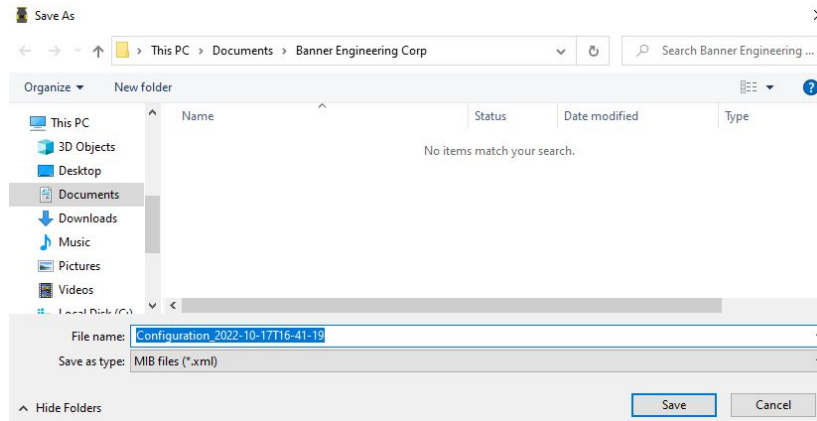 Save As
This PC > Documents > Banner Engineering Corp
Search Banner Engineering ...
Organize
New folder
Name
Status
Date modified
Type
This PC
No items match your search.
3D Objects
Desktop
Documents
Downloads
Music
Pictures
Videos
Local Disk (C:)
File name: Configuration_2022-10-17T16-41-19
Save as type: MIB files (*.xml)
Hide Folders
Save
Cancel